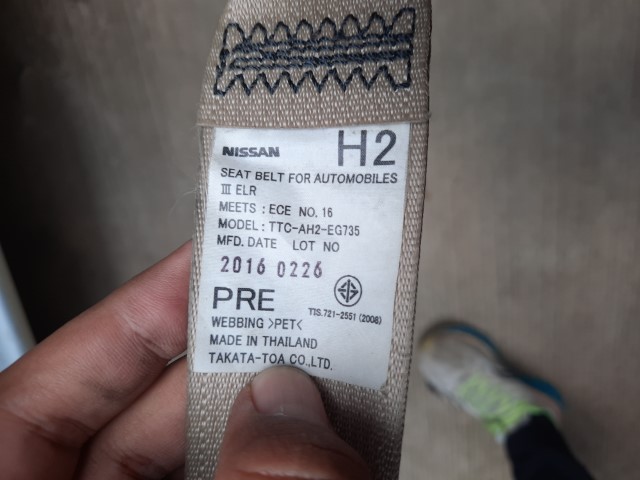 NISSAN H2
SEAT BELT FOR AUTOMOBILES
III ELR
MEETS : ECE NO. 16
MODEL : TTC-AH2-EG735
MFD. DATE LOT NO
2016 0226
PRE
TIS.721-2551 (2008)
WEBBING >PET<
MADE IN THAILAND
TAKATA-TOA CO.,LTD.